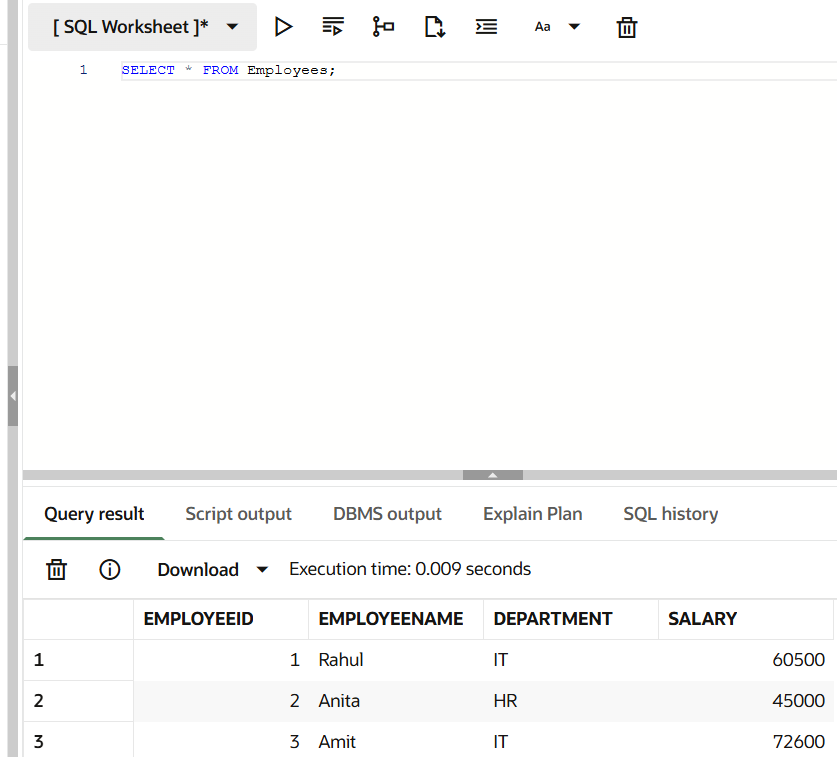 [ SQL Worksheet ]* Aa
1 SELECT * FROM Employees;
Query result Script output DBMS output Explain Plan SQL history
Download Execution time: 0.009 seconds
EMPLOYEEID EMPLOYEENAME DEPARTMENT SALARY
1 1 Rahul IT 60500
2 2 Anita HR 45000
3 3 Amit IT 72600